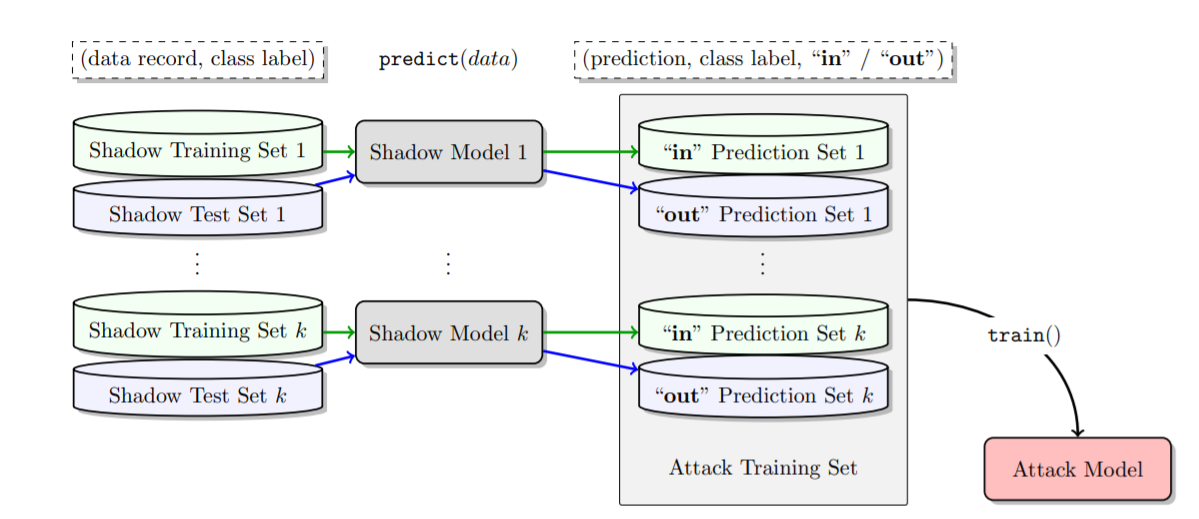 (data record, class label)
predict(data)
(prediction, class label, “in” / “out”)
Shadow Training Set 1
Shadow Model 1
“in” Prediction Set 1
Shadow Test Set 1
“out” Prediction Set 1
⋮ ⋮ ⋮
Shadow Training Set k
Shadow Model k
“in” Prediction Set k
train()
Shadow Test Set k
“out” Prediction Set k
Attack Training Set
Attack Model